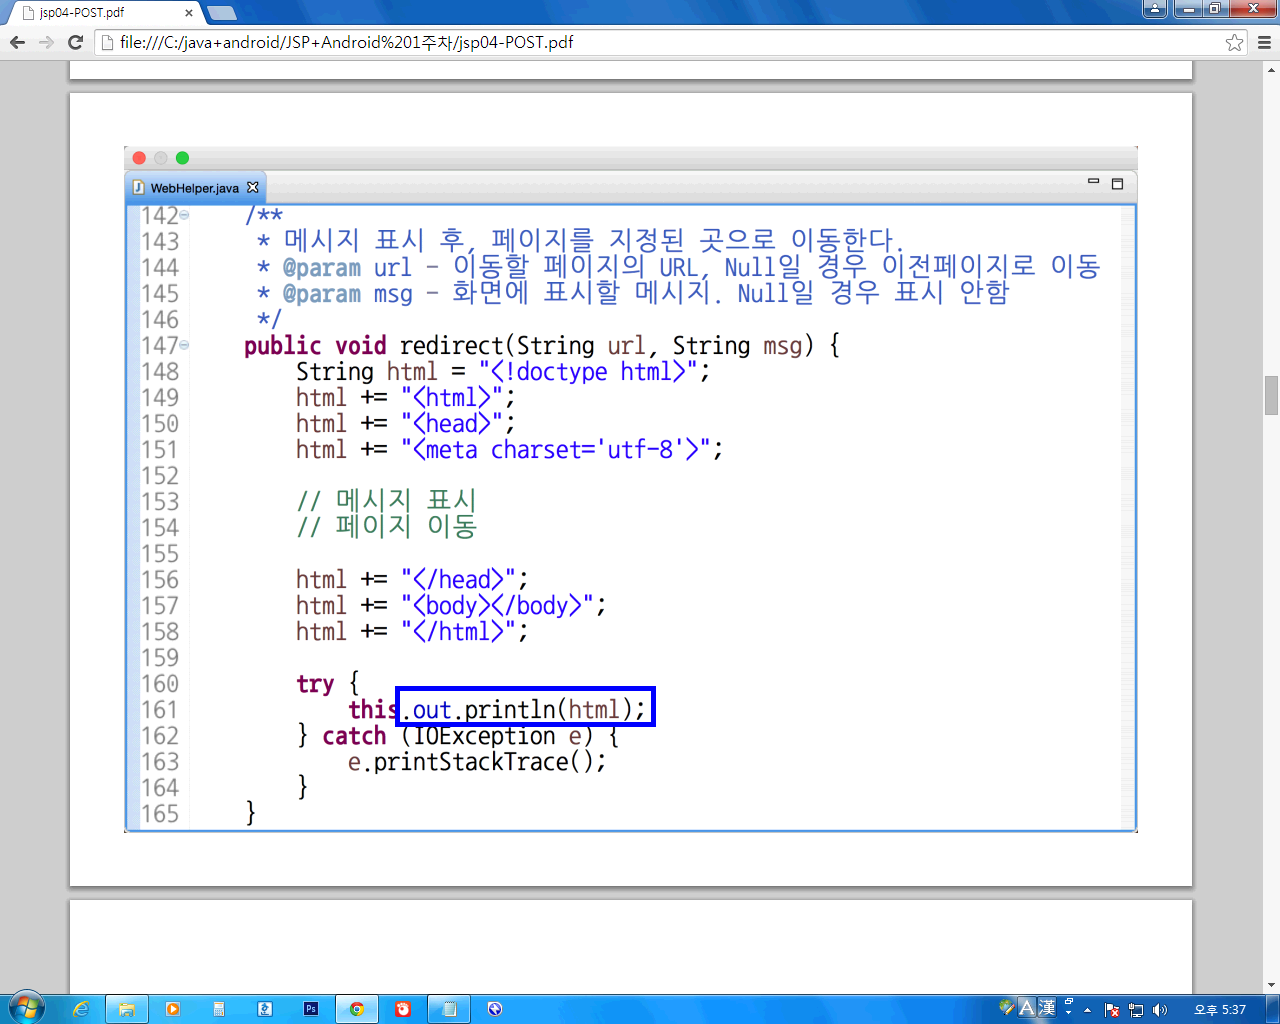 jsp04-POST.pdf
file:///C:/java+android/JSP+Android%201주차/jsp04-POST.pdf
WebHelper.java
142 /**
143 * 메시지 표시 후, 페이지를 지정된 곳으로 이동한다.
144 * @param url - 이동할 페이지의 URL, Null일 경우 이전페이지로 이동
145 * @param msg - 화면에 표시할 메시지. Null일 경우 표시 안함
146 */
147 public void redirect(String url, String msg) {
148 String html = "<!doctype html>";
149 html += "<html>";
150 html += "<head>";
151 html += "<meta charset='utf-8'>";
152
153 // 메시지 표시
154 // 페이지 이동
155
156 html += "</head>";
157 html += "<body></body>";
158 html += "</html>";
159
160 try {
161 this.out.println(html);
162 } catch (IOException e) {
163 e.printStackTrace();
164 }
165 }
Ps
A 漢
오후 5:37